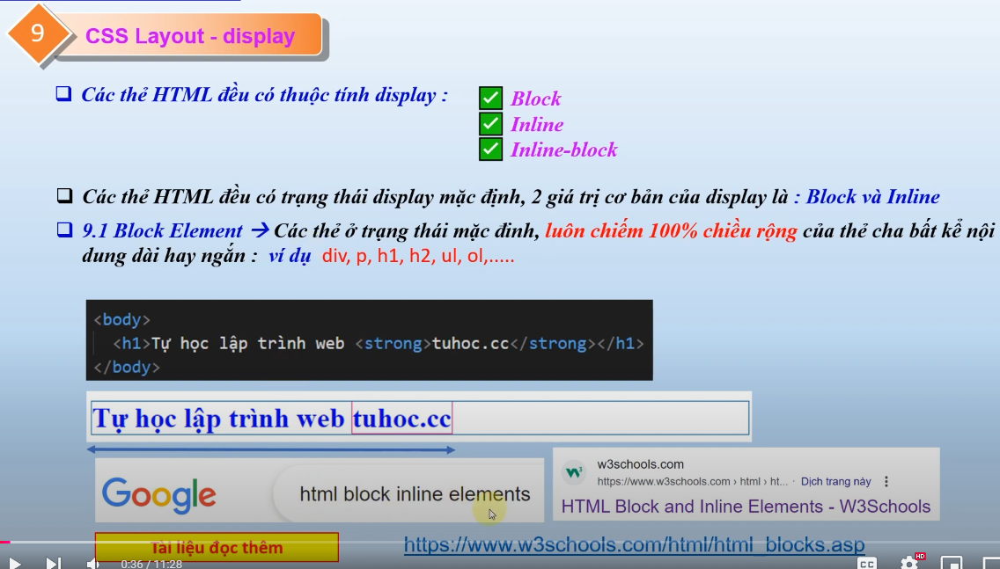 9
CSS Layout - display
Các thẻ HTML đều có thuộc tính display :
Block
Inline
Inline-block
Các thẻ HTML đều có trạng thái display mặc định, 2 giá trị cơ bản của display là : Block và Inline
9.1 Block Element → Các thẻ ở trạng thái mặc đinh, luôn chiếm 100% chiều rộng của thẻ cha bất kể nội
dung dài hay ngắn : ví dụ div, p, h1, h2, ul, ol,.....
<body>
<h1>Tự học lập trình web <strong>tuhoc.cc</strong></h1>
</body>
Tự học lập trình web tuhoc.cc
Google
html block inline elements
w3schools.com
https://www.w3schools.com › html › ht... · Dịch trang này
HTML Block and Inline Elements - W3Schools
Tài liệu đọc thêm
https://www.w3schools.com/html/html_blocks.asp
0:36 / 11:28
CC
HD